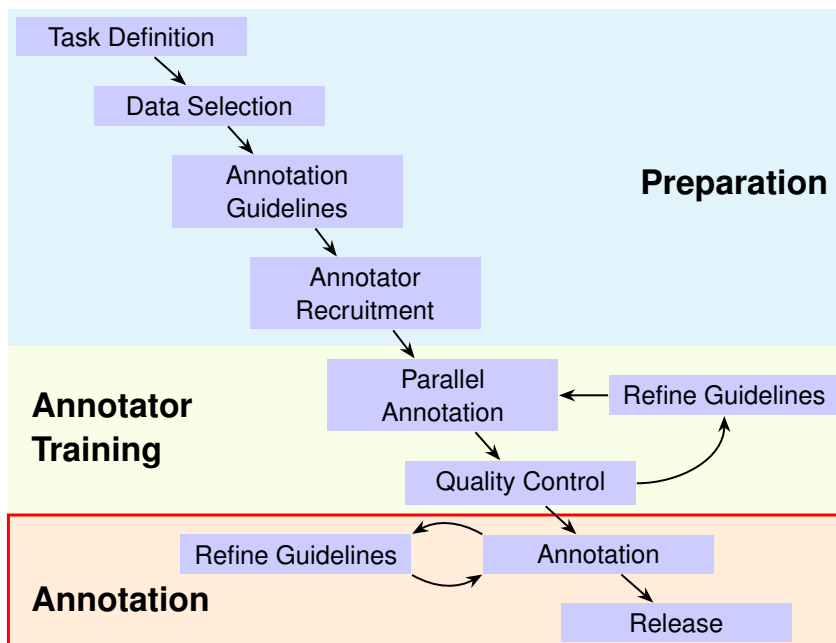 Task Definition
Data Selection
Annotation
Guidelines
Preparation
Annotator
Recruitment
Parallel
Annotation
Refine Guidelines
Annotator
Training
Quality Control
Refine Guidelines
Annotation
Annotation
Release